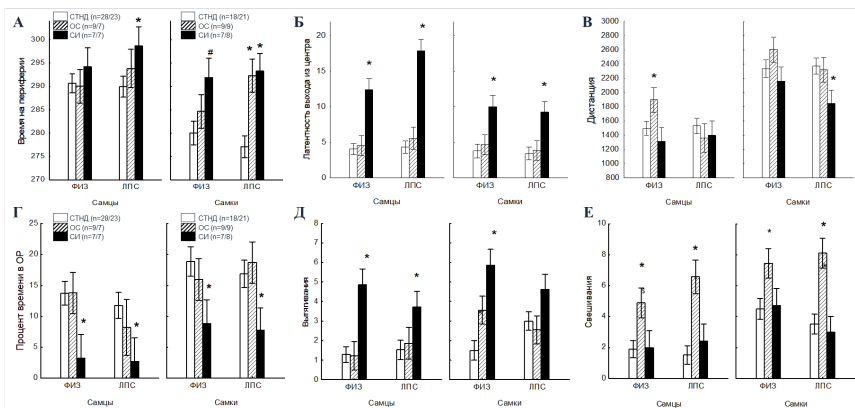 А
СТНД (n=28/23)
ОС (n=9/7)
СИ (n=7/7)
СТНД (n=18/21)
ОС (n=9/9)
СИ (n=7/8)
Время на периферии
300
295
290
285
280
275
270
*
#
* *
ФИЗ ЛПС ФИЗ ЛПС
Самцы Самки
Б
Латентность выхода из центра
20
15
10
5
0
* * * *
ФИЗ ЛПС ФИЗ ЛПС
Самцы Самки
В
Дистанция
2800
2600
2400
2200
2000
1800
1600
1400
1200
1000
800
* *
ФИЗ ЛПС ФИЗ ЛПС
Самцы Самки
Г
СТНД (n=28/23)
ОС (n=9/7)
СИ (n=7/7)
СТНД (n=18/21)
ОС (n=9/9)
СИ (n=7/8)
Процент времени в ОР
25
20
15
10
5
0
* * * *
ФИЗ ЛПС ФИЗ ЛПС
Самцы Самки
Д
Вытягивания
8
7
6
5
4
3
2
1
0
* * *
ФИЗ ЛПС ФИЗ ЛПС
Самцы Самки
Е
Свешивания
10
8
6
4
2
0
* * * *
ФИЗ ЛПС ФИЗ ЛПС
Самцы Самки